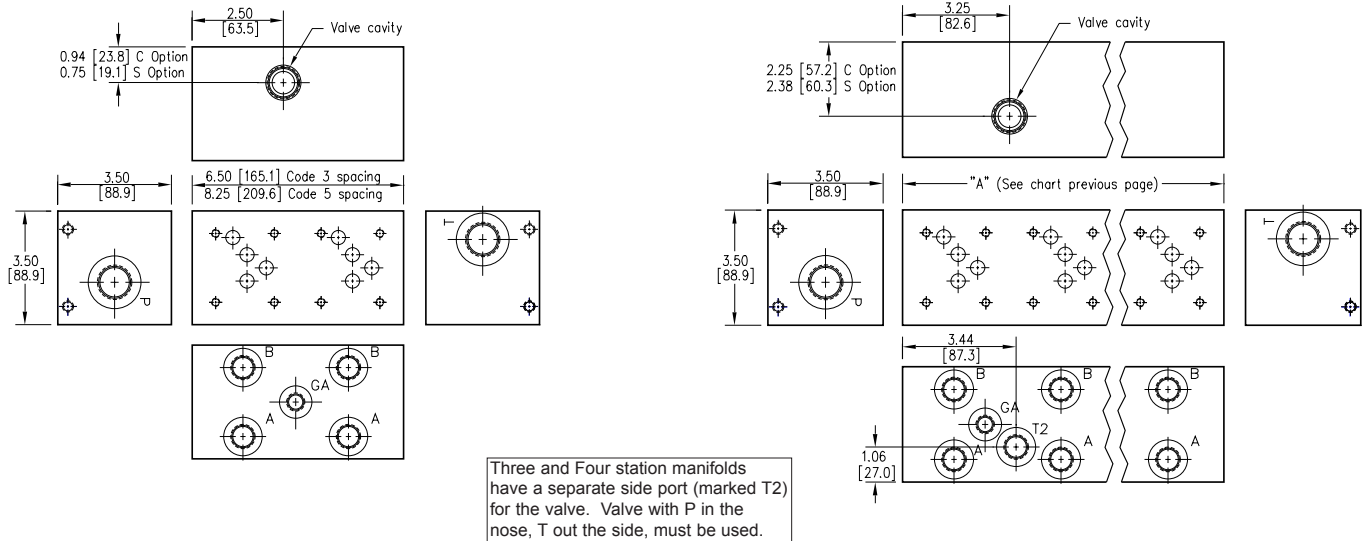 2.50
[63.5]
Valve cavity
0.94 [23.8] C Option
0.75 [19.1] S Option
3.50
[88.9]
6.50 [165.1] Code 3 spacing
8.25 [209.6] Code 5 spacing
3.50
[88.9]
P
T
B
B
GA
A
A
3.25
[82.6]
Valve cavity
2.25 [57.2] C Option
2.38 [60.3] S Option
3.50
[88.9]
"A" (See chart previous page)
3.50
[88.9]
P
T
3.44
[87.3]
B
B
B
GA
T2
A
A
A
1.06
[27.0]
Three and Four station manifolds
have a separate side port (marked T2)
for the valve. Valve with P in the
nose, T out the side, must be used.